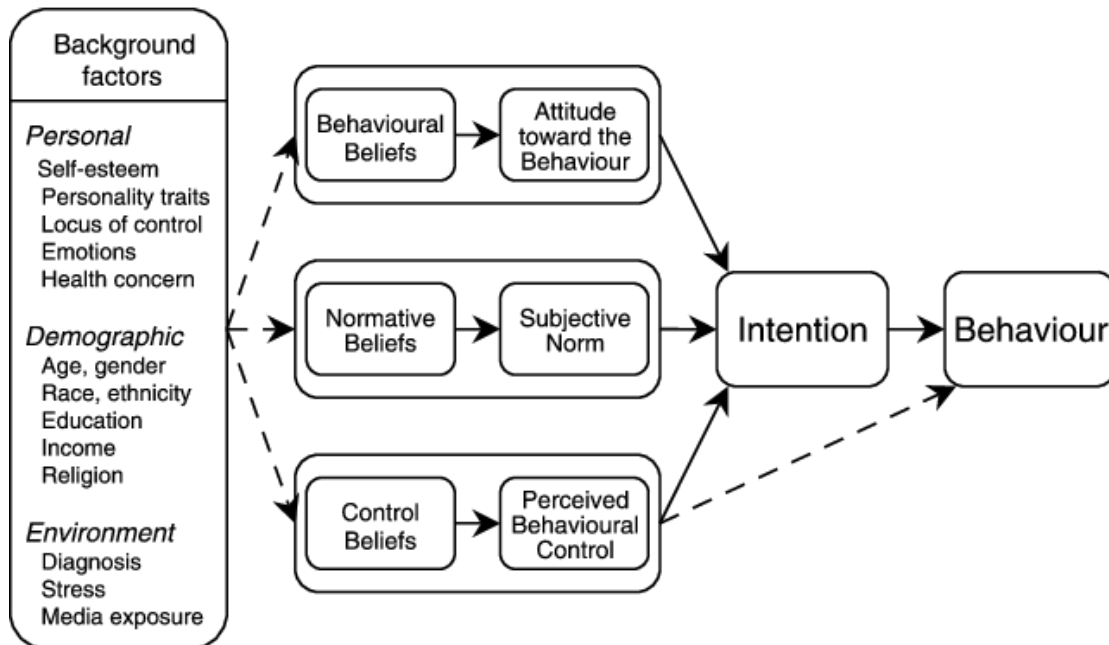 Background
factors
Personal
Self-esteem
Personality traits
Locus of control
Emotions
Health concern
Demographic
Age, gender
Race, ethnicity
Education
Income
Religion
Environment
Diagnosis
Stress
Media exposure
Behavioural
Beliefs
Attitude
toward the
Behaviour
Normative
Beliefs
Subjective
Norm
Control
Beliefs
Perceived
Behavioural
Control
Intention
Behaviour